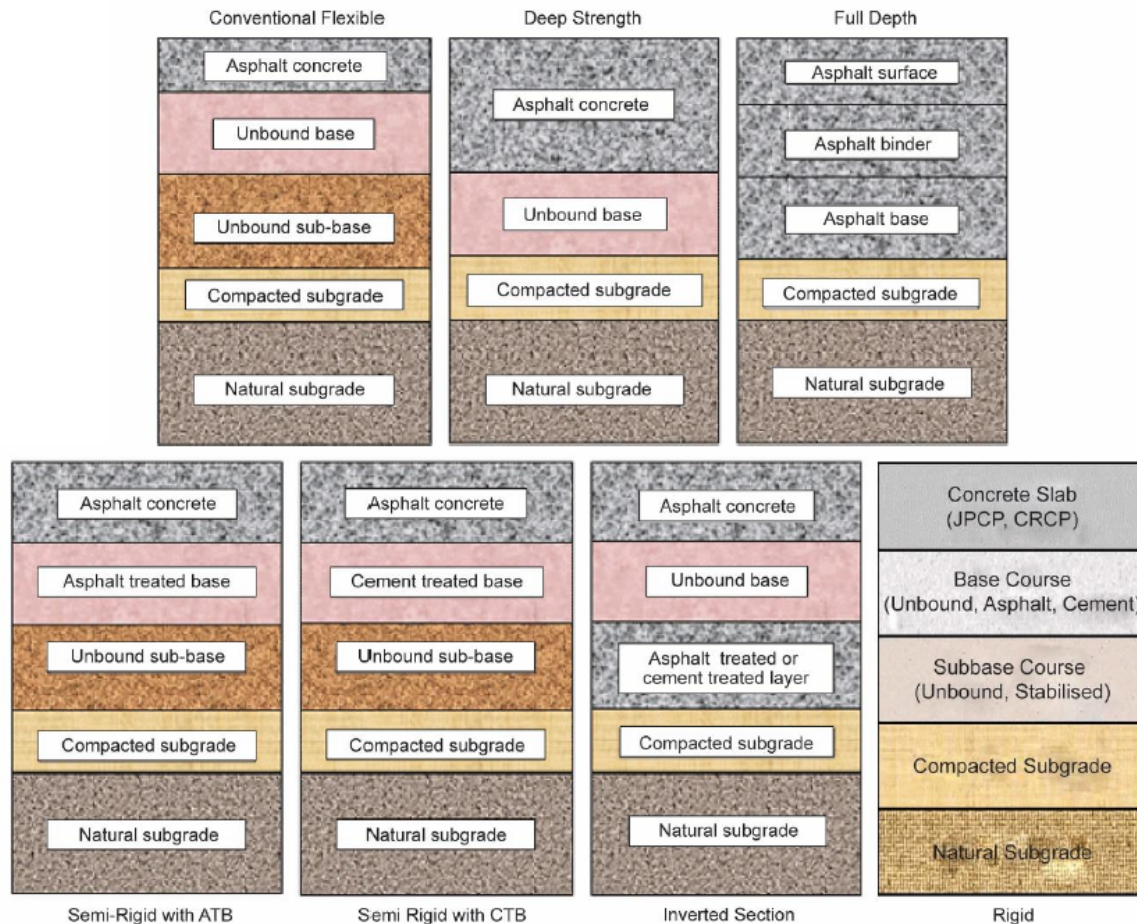 Conventional Flexible
Asphalt concrete
Unbound base
Unbound sub-base
Compacted subgrade
Natural subgrade
Deep Strength
Asphalt concrete
Unbound base
Compacted subgrade
Natural subgrade
Full Depth
Asphalt surface
Asphalt binder
Asphalt base
Compacted subgrade
Natural subgrade
Asphalt concrete
Asphalt treated base
Unbound sub-base
Compacted subgrade
Natural subgrade
Semi-Rigid with ATB
Asphalt concrete
Cement treated base
Unbound sub-base
Compacted subgrade
Natural subgrade
Semi Rigid with CTB
Asphalt concrete
Unbound base
Asphalt treated or
cement treated layer
Compacted subgrade
Natural subgrade
Inverted Section
Concrete Slab
(JPCP, CRCP)
Base Course
(Unbound, Asphalt, Cement)
Subbase Course
(Unbound, Stabilised)
Compacted Subgrade
Natural Subgrade
Rigid